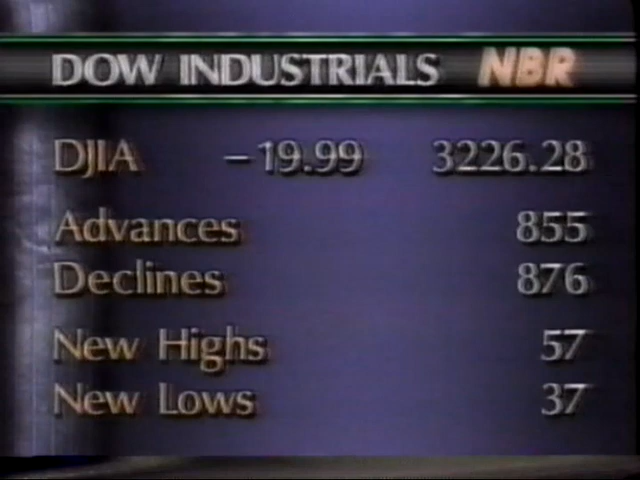 DOW INDUSTRIALS NBR
DJIA −19.99 3226.28
Advances 855
Declines 876
New Highs 57
New Lows 37